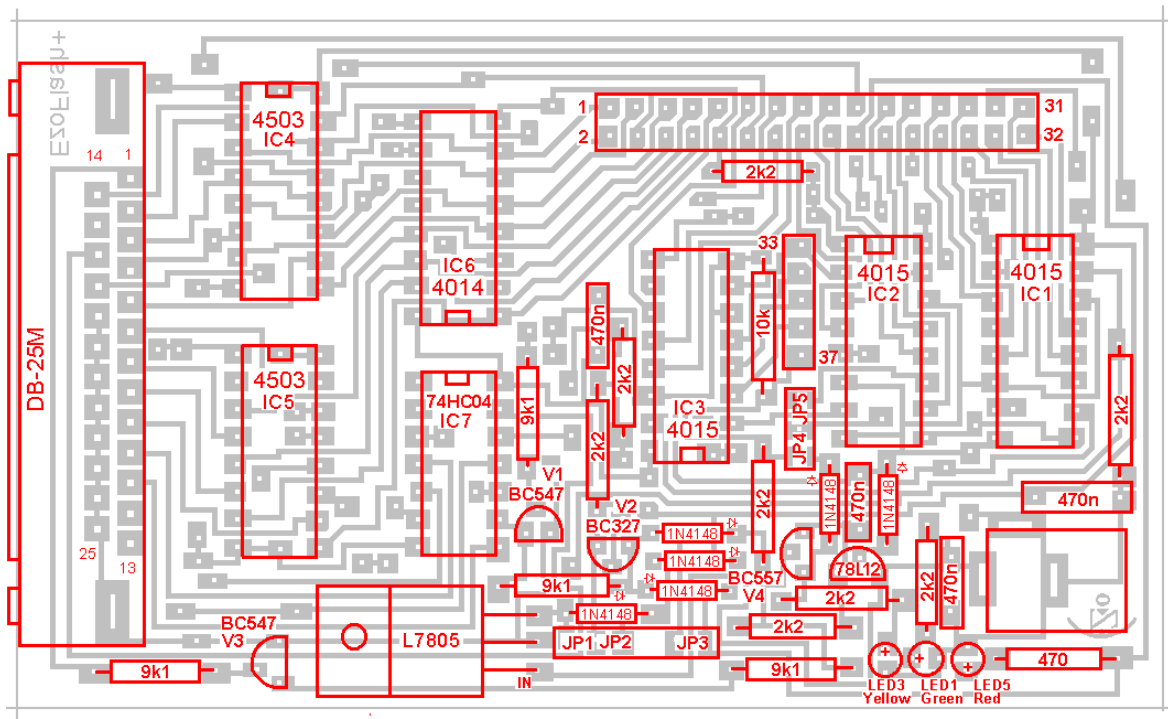 EzoFlash+
14
1
DB-25M
25
13
4503
IC4
4503
IC5
IC6
4014
74HC04
IC7
1
2
31
32
2k2
33
37
10k
470n
2k2
2k2
9k1
IC3
4015
4015
IC2
4015
IC1
JP4 JP5
2k2
470n
V1
BC547
V2
BC327
1N4148
1N4148
1N4148
1N4148
2k2
1N4148
470n
1N4148
BC557
V4
78L12
2k2
470n
9k1
2k2
2k2
9k1
BC547
V3
9k1
L7805
IN
JP1 JP2
JP3
470
LED3
Yellow
LED1
Green
LED5
Red